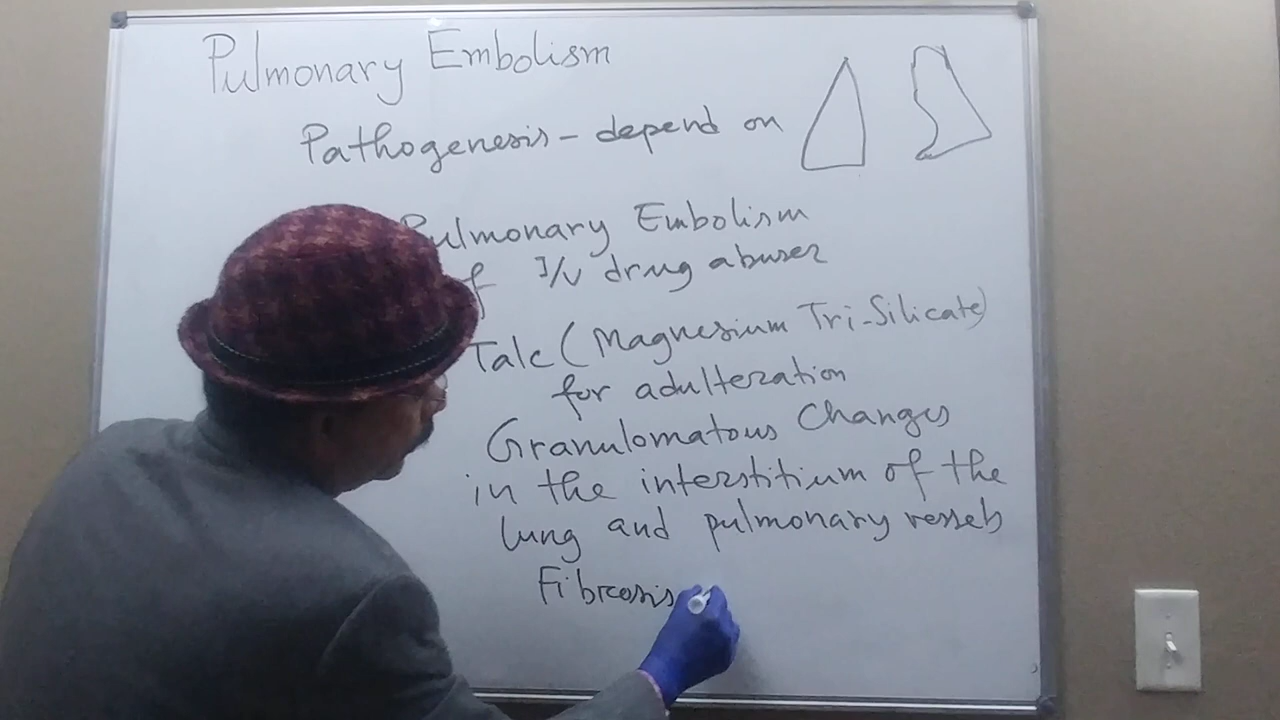 Pulmonary Embolism
Pathogenesis - depend on
Pulmonary Embolism
I/V drug abuser
Talc (Magnesium Tri-Silicate)
for adulteration
Granulomatous Changes
in the interstitium of the
lung and pulmonary vessels
Fibrosis